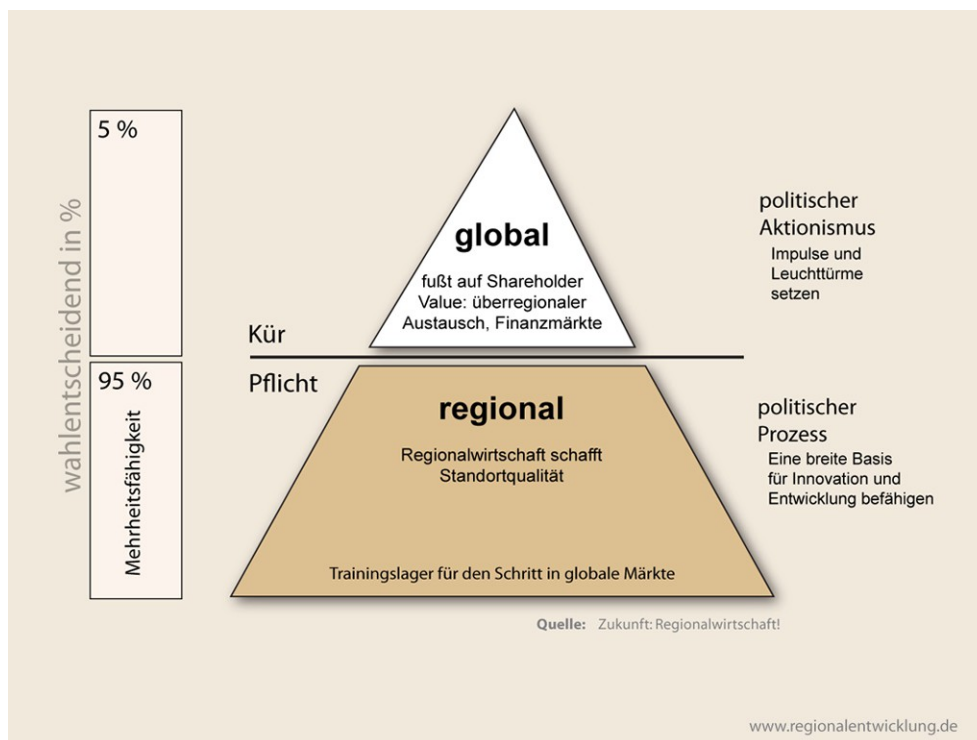 wahlentscheidend in %
5 %
95 %
Mehrheitsfähigkeit
global
fußt auf Shareholder
Value: überregionaler
Austausch, Finanzmärkte
Kür
Pflicht
regional
Regionalwirtschaft schafft
Standortqualität
Trainingslager für den Schritt in globale Märkte
politischer
Aktionismus
Impulse und
Leuchttürme
setzen
politischer
Prozess
Eine breite Basis
für Innovation und
Entwicklung befähigen
Quelle: Zukunft: Regionalwirtschaft!
www.regionalentwicklung.de